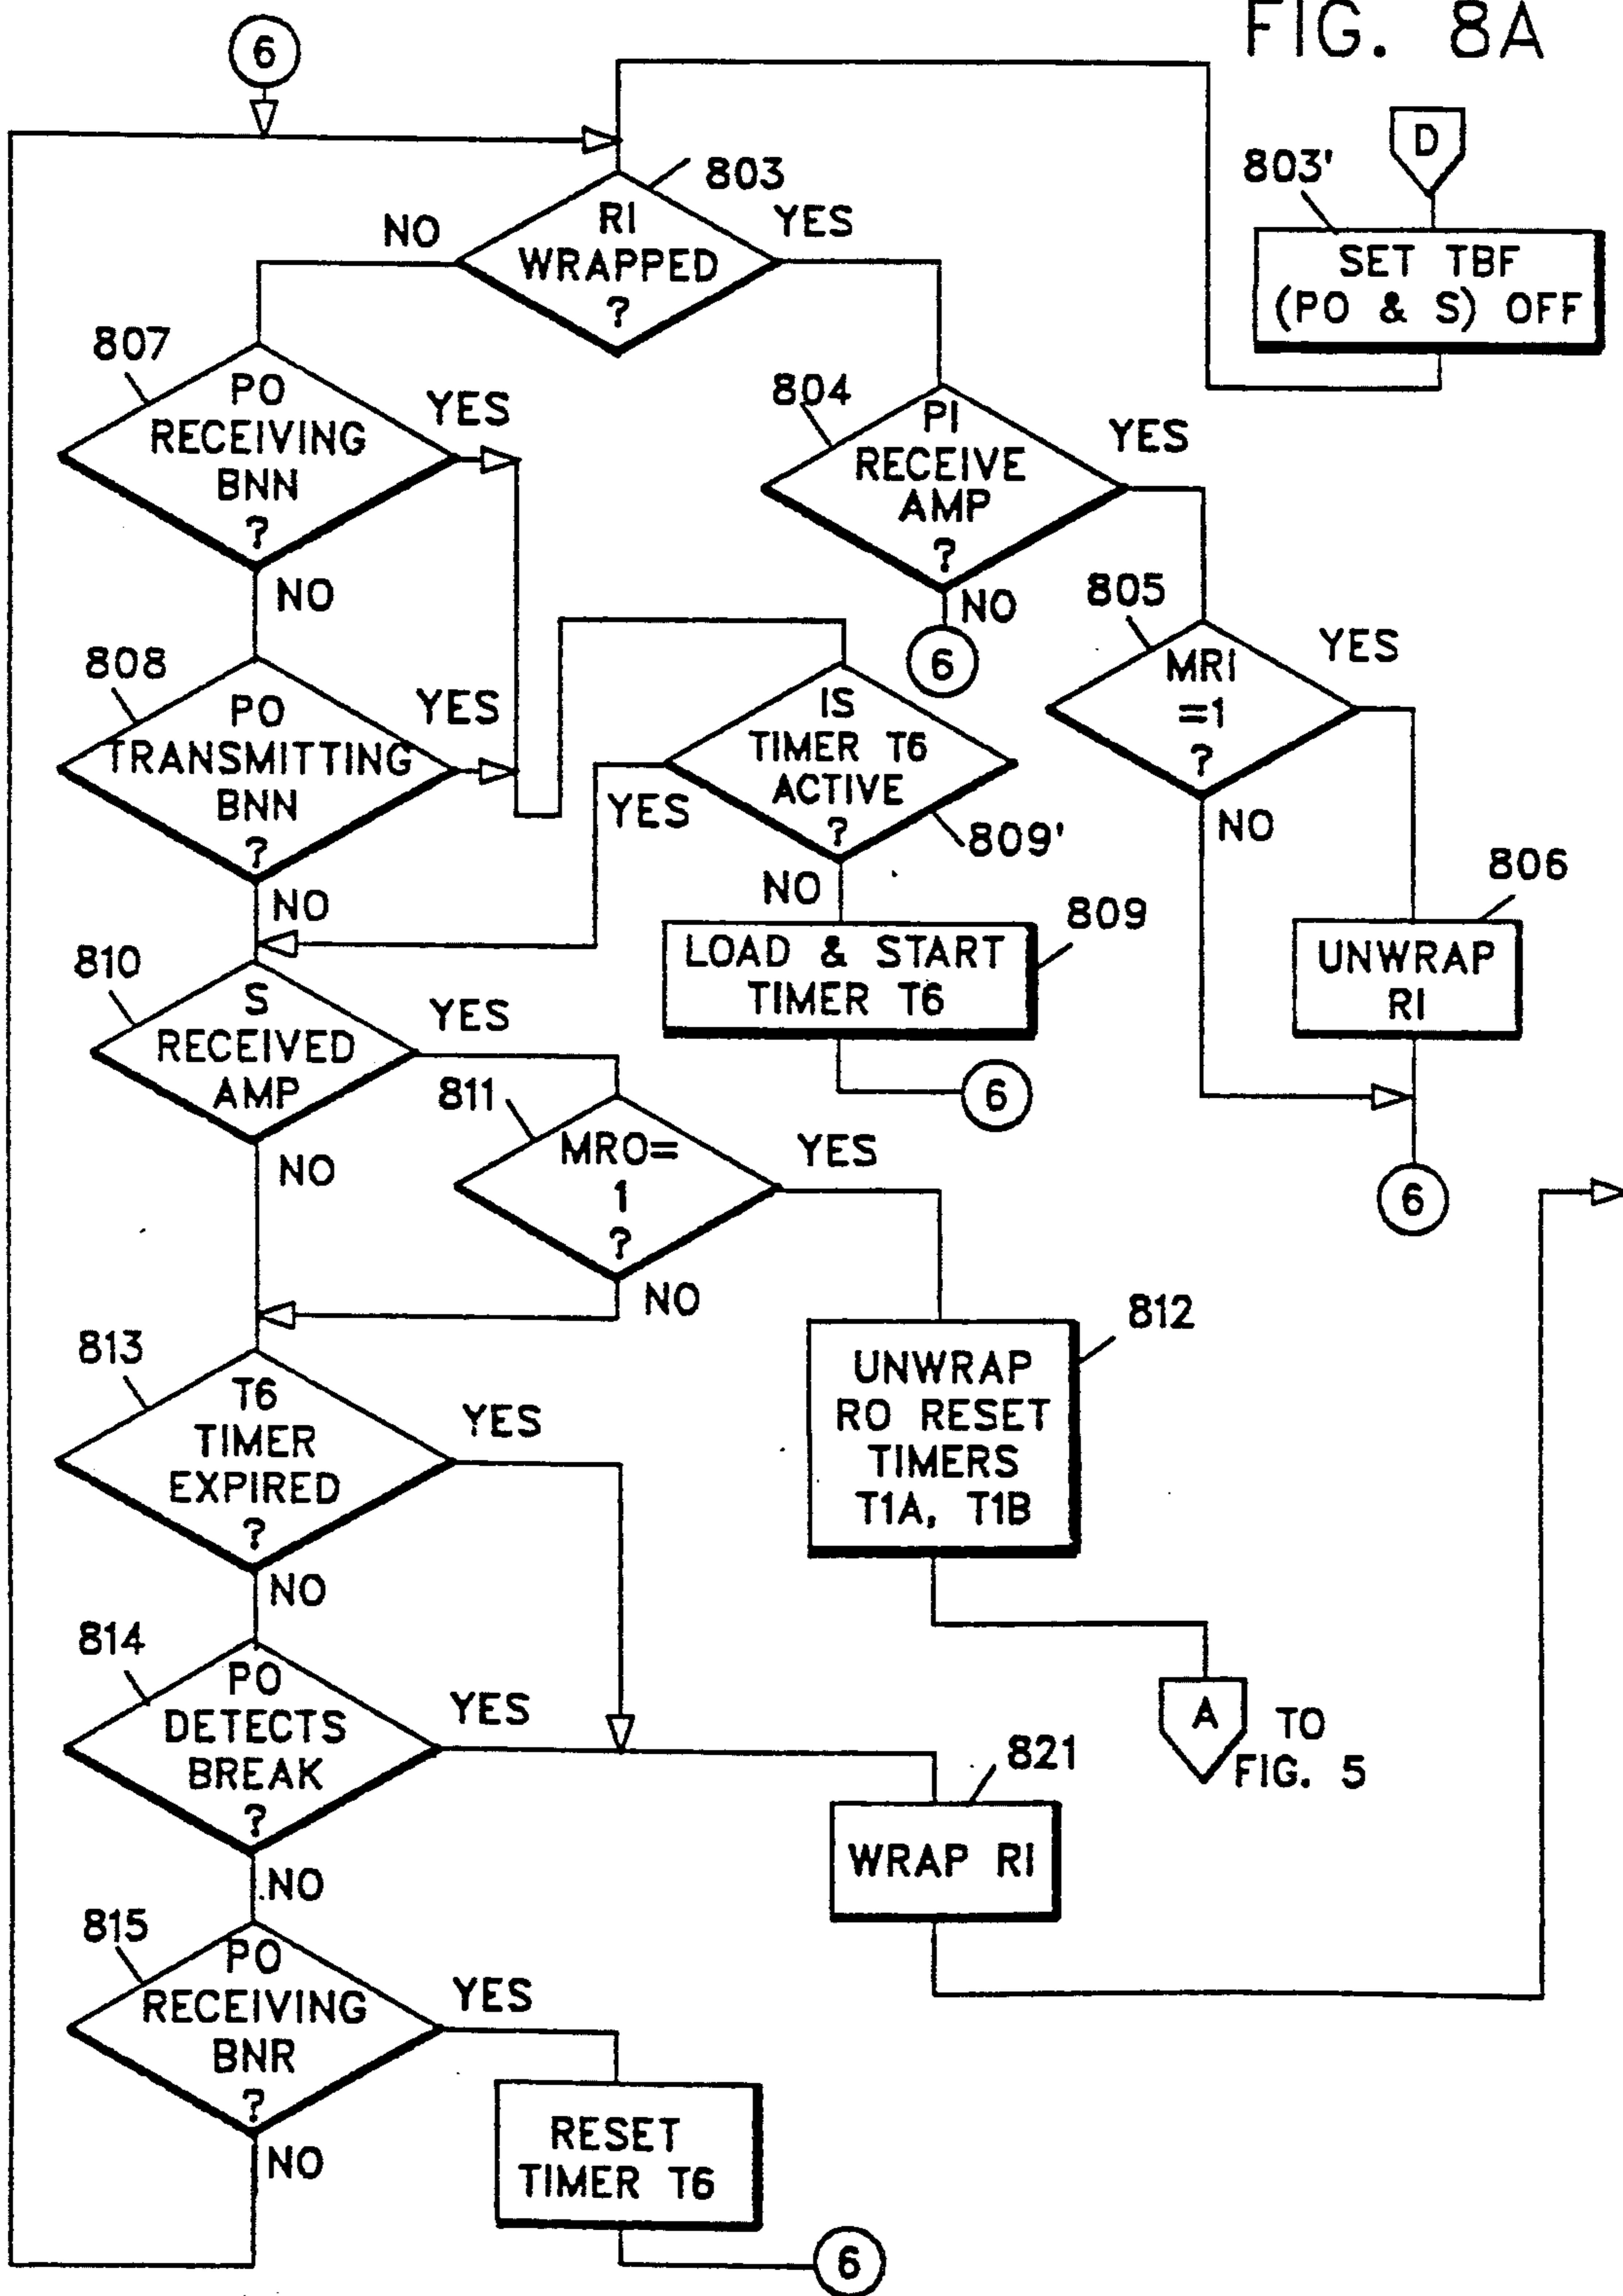 FIG. 8A
6
D
803'
SET TBF
(PO & S) OFF
803
RI
WRAPPED
?
NO
YES
807
PO
RECEIVING
BNN
?
YES
NO
804
PI
RECEIVE
AMP
?
YES
NO
6
805
MRI
=1
?
YES
NO
806
UNWRAP
RI
6
808
PO
TRANSMITTING
BNN
?
YES
NO
IS
TIMER T6
ACTIVE
?
YES
809'
NO
LOAD & START
TIMER T6
809
6
810
S
RECEIVED
AMP
YES
NO
811
MRO=
1
?
YES
NO
812
UNWRAP
RO RESET
TIMERS
T1A, T1B
A
TO
FIG. 5
813
T6
TIMER
EXPIRED
?
YES
NO
814
PO
DETECTS
BREAK
?
YES
NO
821
WRAP RI
815
PO
RECEIVING
BNR
?
YES
NO
RESET
TIMER T6
6